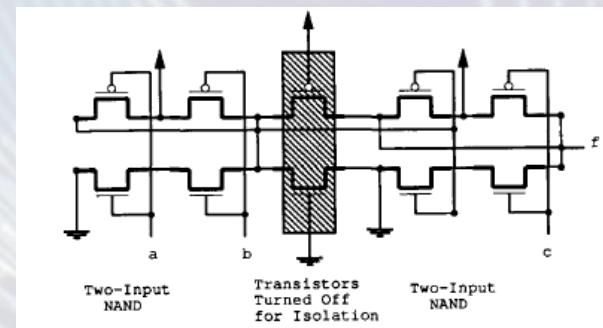 f
a
b
c
Two-Input
NAND
Transistors
Turned Off
for Isolation
Two-Input
NAND